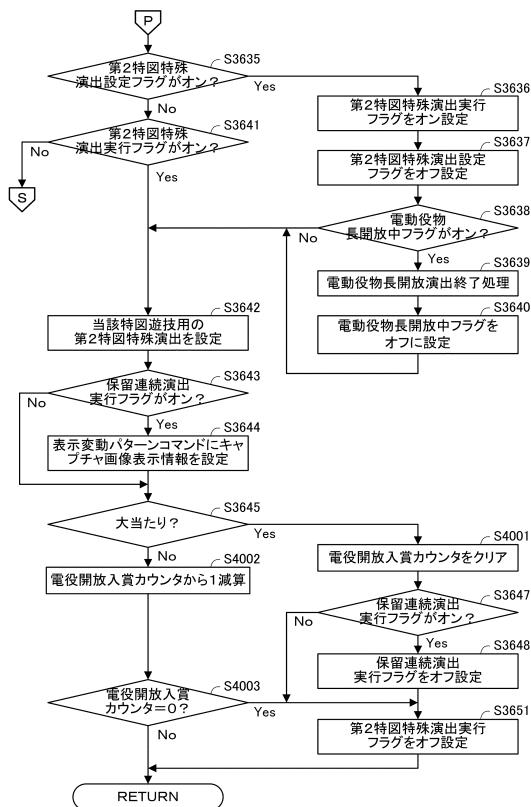 P
第2特図特殊
演出設定フラグがオン？
S3635
Yes
No
第2特図特殊演出実行
フラグをオン設定
S3636
第2特図特殊
演出実行フラグがオン？
S3641
No
Yes
S
第2特図特殊演出設定
フラグをオフ設定
S3637
電動役物
長開放中フラグがオン？
S3638
No
Yes
電動役物長開放演出終了処理
S3639
電動役物長開放中フラグを
オフに設定
S3640
当該特図遊技用の
第2特図特殊演出を設定
S3642
保留連続演出
実行フラグがオン？
S3643
No
Yes
表示変動パターンコマンドにキャ
プチャ画像表示情報を設定
S3644
大当たり？
S3645
Yes
No
電役開放入賞カウンタをクリア
S4001
電役開放入賞カウンタから1減算
S4002
保留連続演出
実行フラグがオン？
S3647
No
Yes
保留連続演出
実行フラグをオフ設定
S3648
電役開放入賞
カウンタ＝0？
S4003
Yes
No
第2特図特殊演出実行
フラグをオフ設定
S3651
RETURN